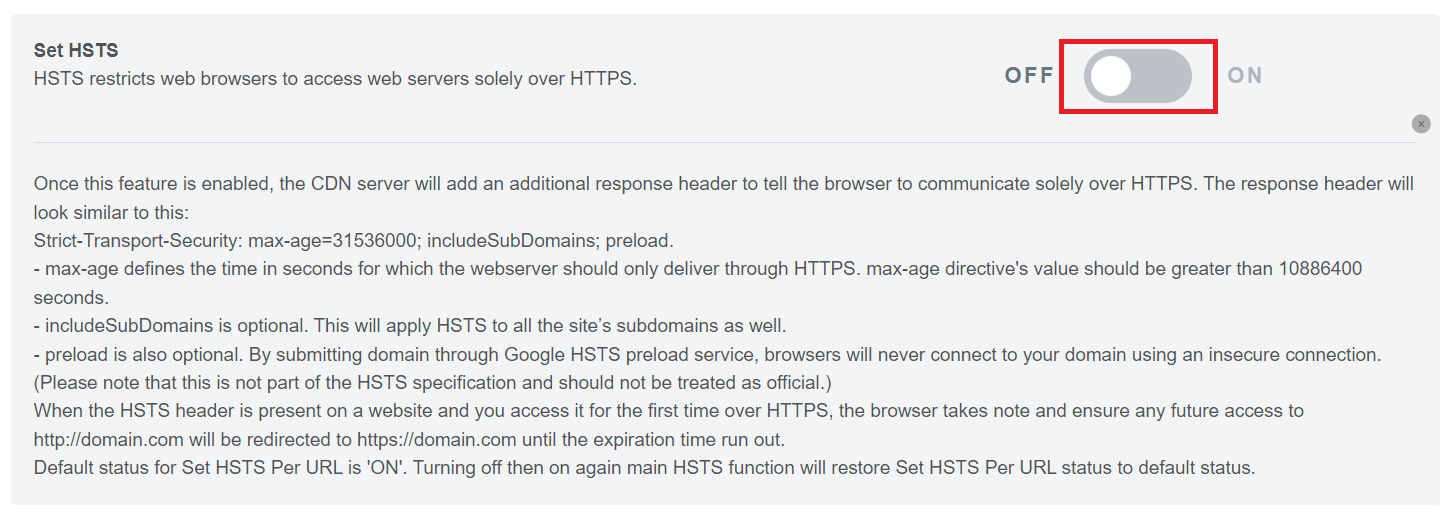 Set HSTS
HSTS restricts web browsers to access web servers solely over HTTPS.
OFF ON
x
Once this feature is enabled, the CDN server will add an additional response header to tell the browser to communicate solely over HTTPS. The response header will
look similar to this:
Strict-Transport-Security: max-age=31536000; includeSubDomains; preload.
- max-age defines the time in seconds for which the webserver should only deliver through HTTPS. max-age directive's value should be greater than 10886400
seconds.
- includeSubDomains is optional. This will apply HSTS to all the site’s subdomains as well.
- preload is also optional. By submitting domain through Google HSTS preload service, browsers will never connect to your domain using an insecure connection.
(Please note that this is not part of the HSTS specification and should not be treated as official.)
When the HSTS header is present on a website and you access it for the first time over HTTPS, the browser takes note and ensure any future access to
http://domain.com will be redirected to https://domain.com until the expiration time run out.
Default status for Set HSTS Per URL is 'ON'. Turning off then on again main HSTS function will restore Set HSTS Per URL status to default status.